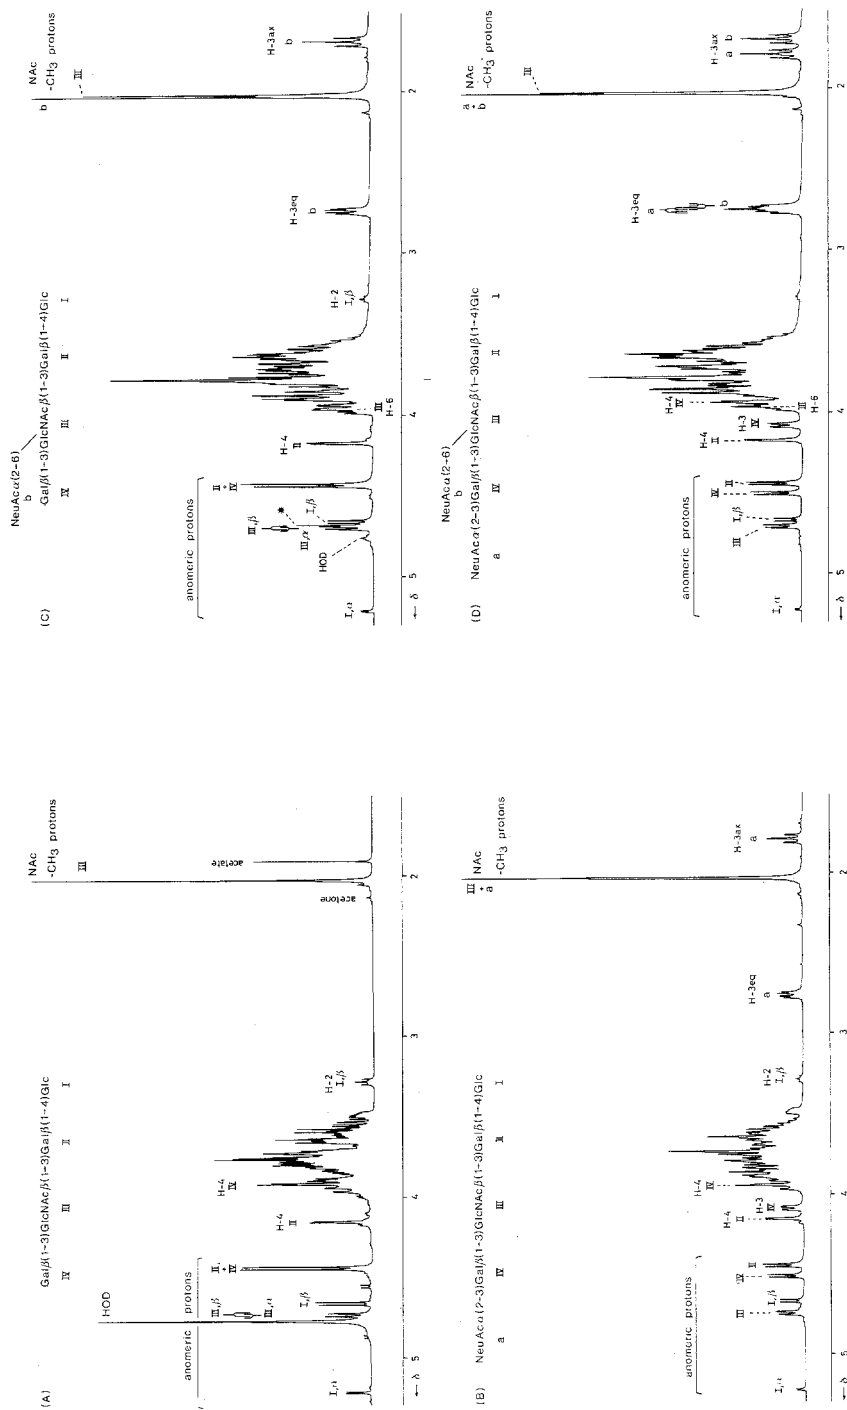 (A)
Galβ(1-3)GlcNAcβ(1-3)Galβ(1-4)Glc
IV III II I
HOD
anomeric protons
I,α
III,β
III,α
I,β
II
+
IV
H-4
II
H-4
IV
H-2
I,β
acetone
acetate
NAc
-CH3 protons
III
5 4 3 2
← δ
(B)
NeuAcα(2-3)Galβ(1-3)GlcNAcβ(1-3)Galβ(1-4)Glc
a IV III II I
anomeric protons
I,α
III
I,β
IV
II
H-4
II
H-3
IV
H-4
IV
H-2
I,β
H-3eq
a
III
+
a
NAc
-CH3 protons
H-3ax
a
5 4 3 2
← δ
(C)
NeuAcα(2-6)
b
Galβ(1-3)GlcNAcβ(1-3)Galβ(1-4)Glc
IV III II I
anomeric protons
I,α
HOD
III,β
III,α
*
I,β
II
+
IV
H-4
II
III
H-6
H-2
I,β
H-3eq
b
b
NAc
-CH3 protons
III
H-3ax
b
5 4 3 2
← δ
(D)
NeuAcα(2-6)
b
NeuAcα(2-3)Galβ(1-3)GlcNAcβ(1-3)Galβ(1-4)Glc
a IV III II I
anomeric protons
I,α
III
I,β
IV
II
H-4
II
H-3
IV
H-4
IV
III
H-6
H-3eq
a
b
a
+
b
NAc
-CH3 protons
III
H-3ax
a b
5 4 3 2
← δ